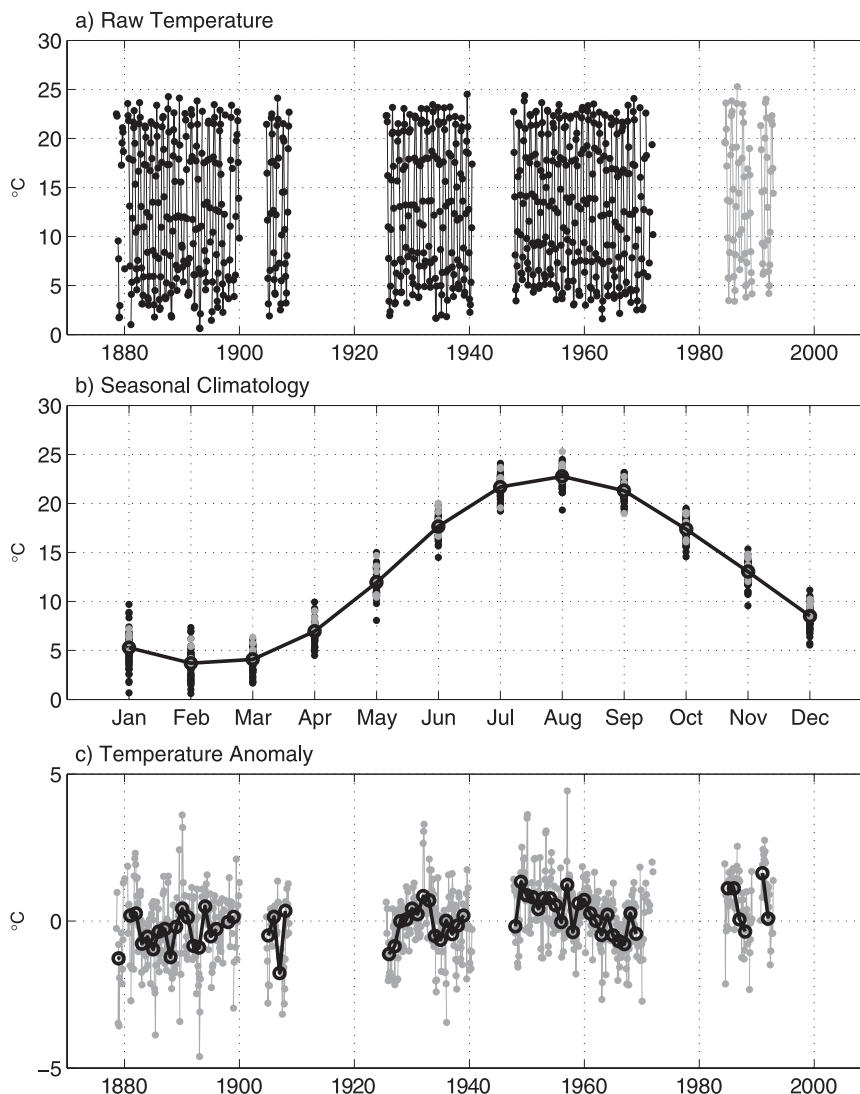 a) Raw Temperature
30
25
20
15
10
5
0
°C
1880 1900 1920 1940 1960 1980 2000
b) Seasonal Climatology
30
25
20
15
10
5
0
°C
Jan Feb Mar Apr May Jun Jul Aug Sep Oct Nov Dec
c) Temperature Anomaly
5
0
−5
°C
1880 1900 1920 1940 1960 1980 2000